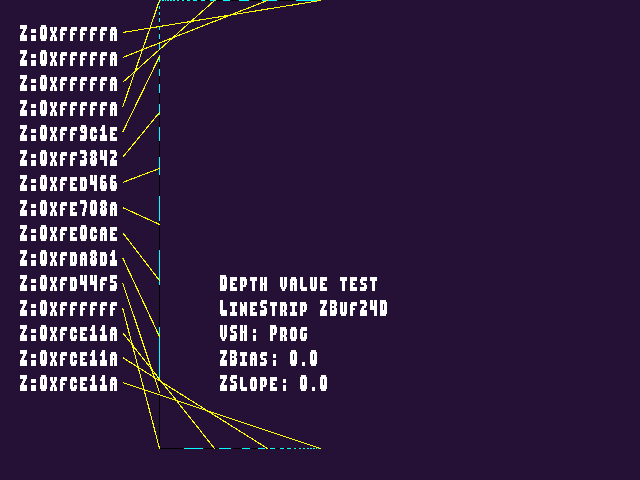 Z:0xfffffA
Z:0xfffffA
Z:0xfffffA
Z:0xfffffA
Z:0xff9c1E
Z:0xff3842
Z:0xfed466
Z:0xfe708A
Z:0xfe0cAE
Z:0xfdA8d1
Z:0xfd44f5
Z:0xffffff
Z:0xfcE11A
Z:0xfcE11A
Z:0xfcE11A
Depth value test
LineStrip ZBuf24D
VSH: Prog
ZBias: 0.0
ZSlope: 0.0